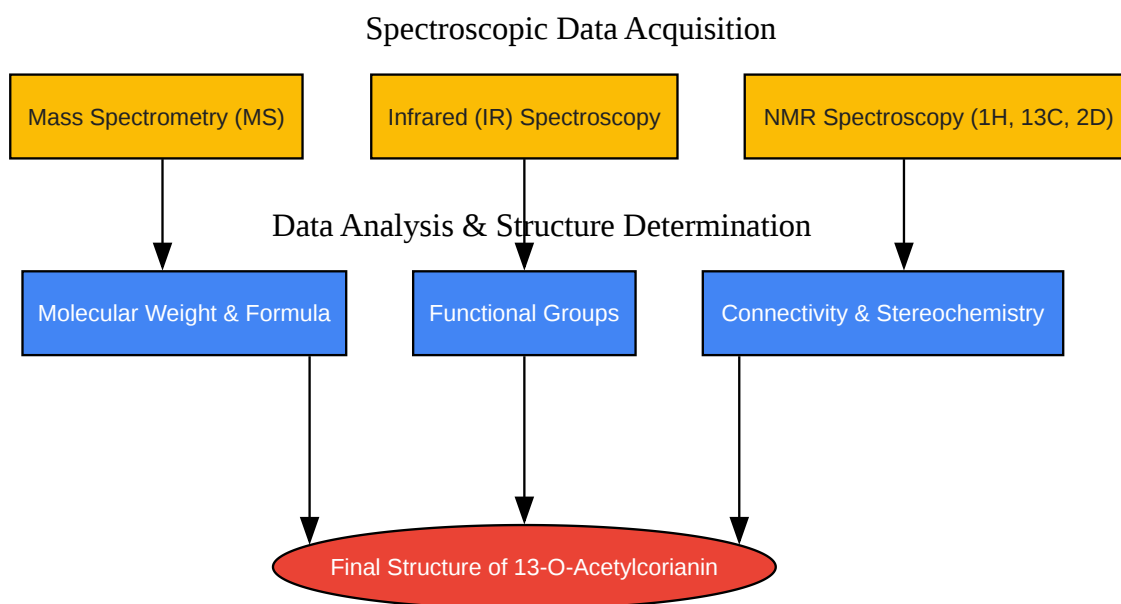 Spectroscopic Data Acquisition
Mass Spectrometry (MS)
Infrared (IR) Spectroscopy
NMR Spectroscopy (1H, 13C, 2D)
Data Analysis & Structure Determination
Molecular Weight & Formula
Functional Groups
Connectivity & Stereochemistry
Final Structure of 13-O-Acetylcorianin